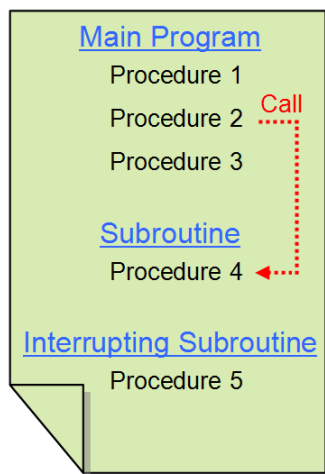 Main Program
Procedure 1
Procedure 2 Call
Procedure 3
Subroutine
Procedure 4
Interrupting Subroutine
Procedure 5